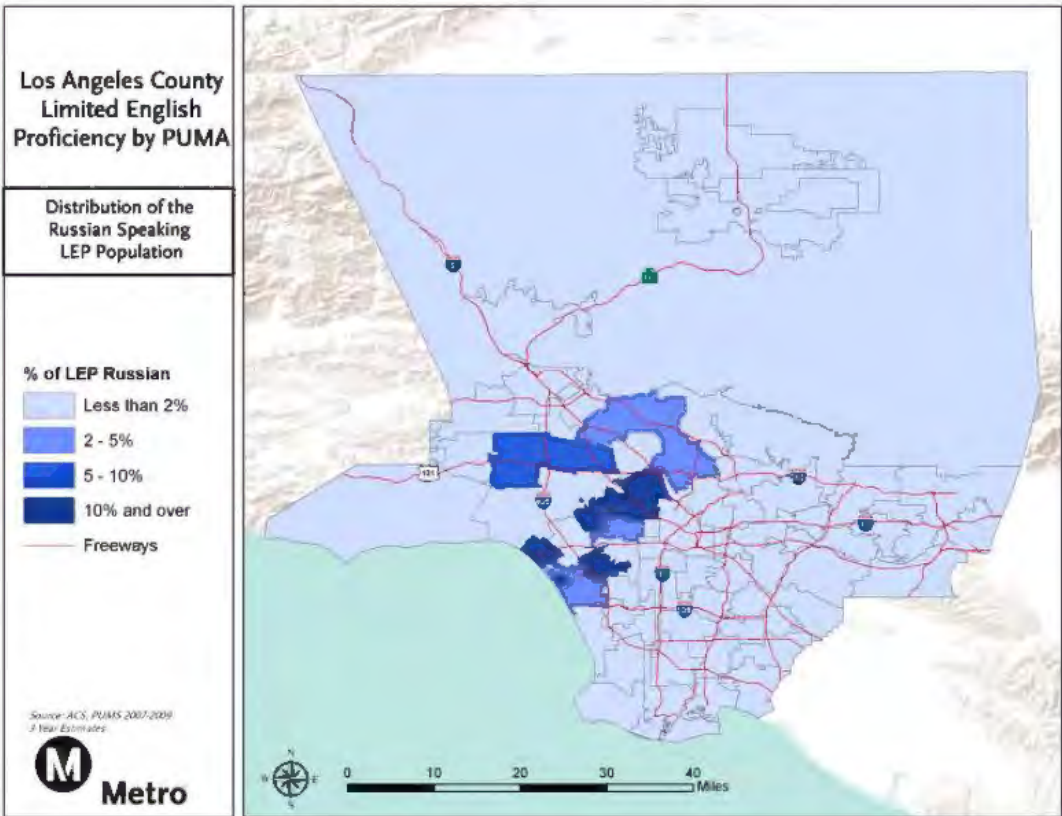 Los Angeles County
Limited English
Proficiency by PUMA
Distribution of the
Russian Speaking
LEP Population
% of LEP Russian
Less than 2%
2 - 5%
5 - 10%
10% and over
Freeways
Source: ACS, PUMS 2007-2009
3 Year Estimates
M
Metro
5
101
N
W
E
S
0
10
20
30
40
Miles